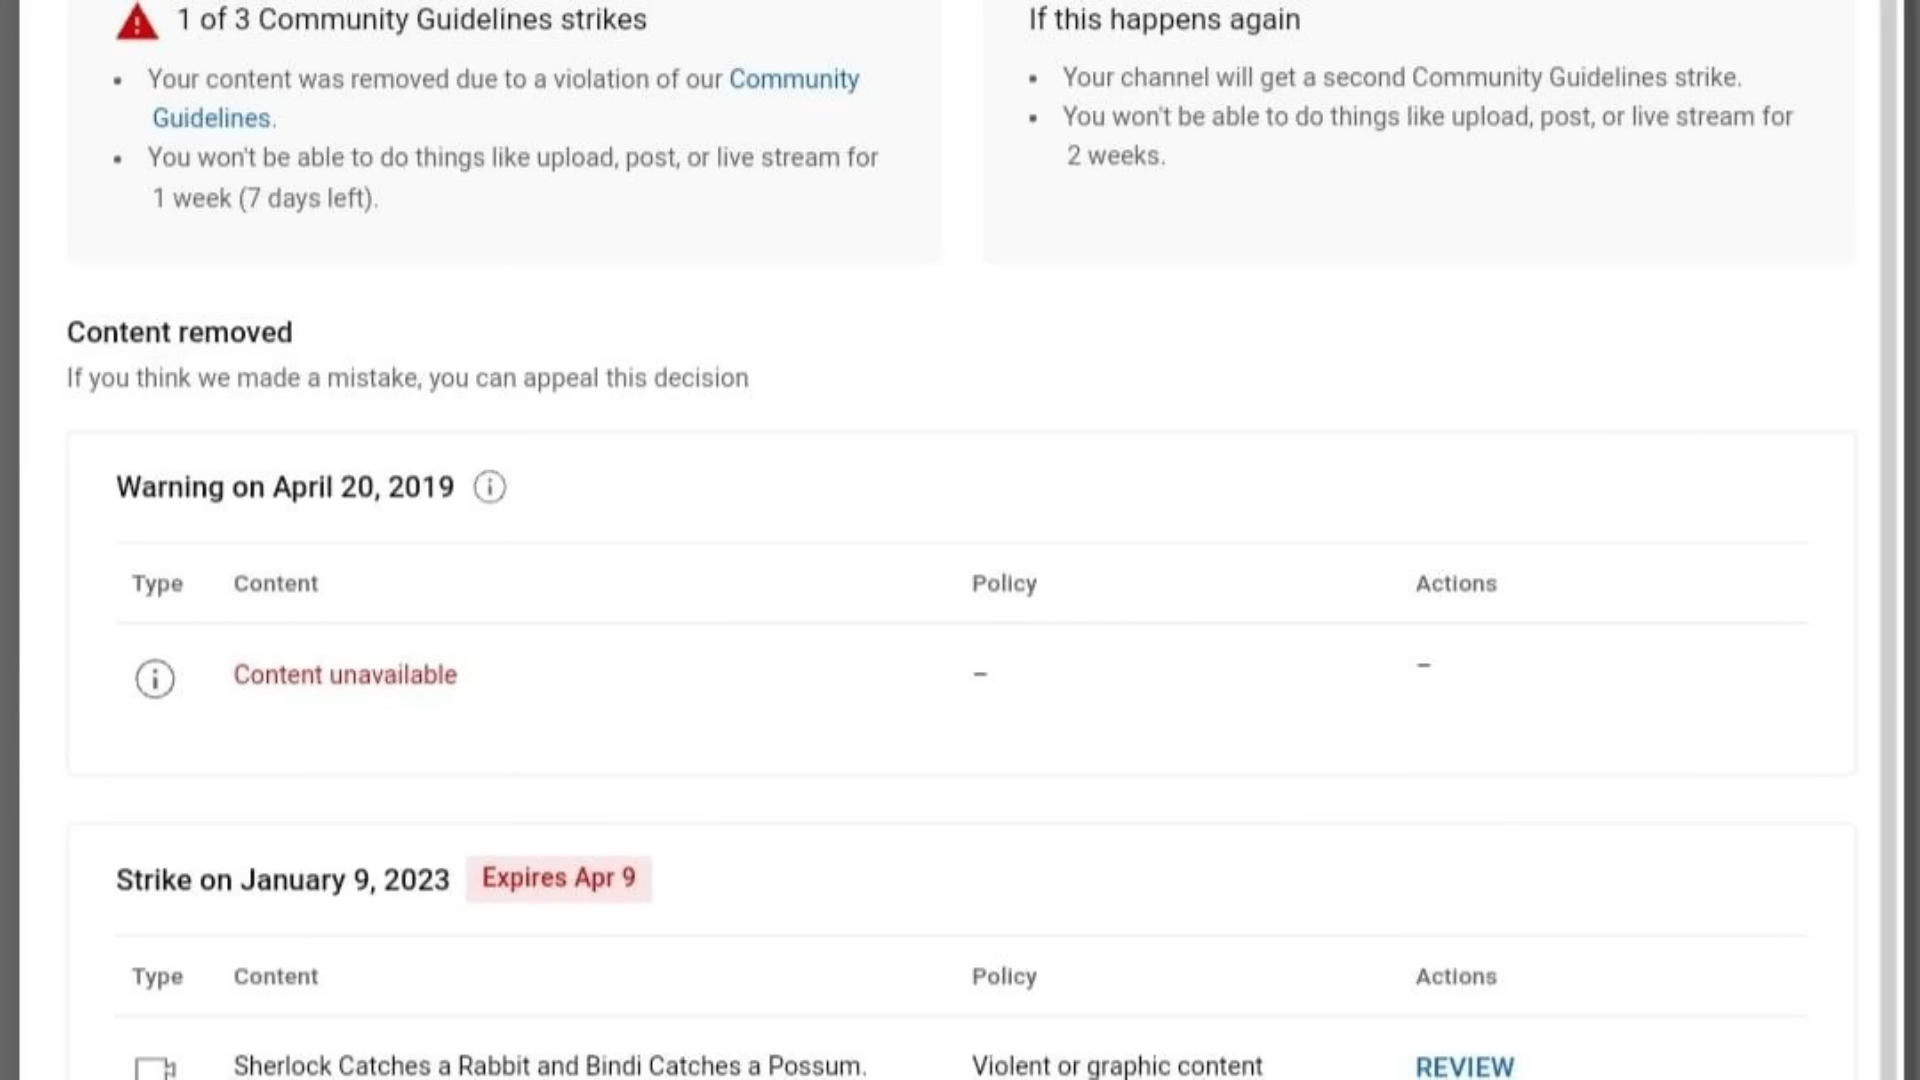 1 of 3 Community Guidelines strikes
Your content was removed due to a violation of our Community
Guidelines.
You won't be able to do things like upload, post, or live stream for
1 week (7 days left).
If this happens again
Your channel will get a second Community Guidelines strike.
You won't be able to do things like upload, post, or live stream for
2 weeks.
Content removed
If you think we made a mistake, you can appeal this decision
Warning on April 20, 2019
Type Content Policy Actions
Content unavailable – –
Strike on January 9, 2023 Expires Apr 9
Type Content Policy Actions
Sherlock Catches a Rabbit and Bindi Catches a Possum. Violent or graphic content REVIEW